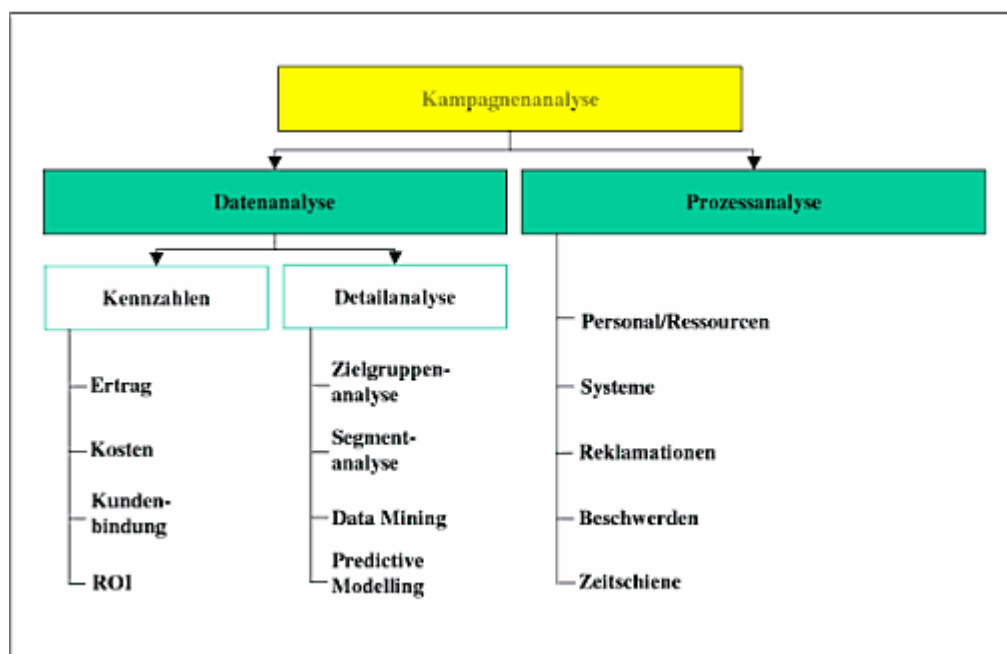 Kampagnenanalyse
Datenanalyse
Prozessanalyse
Kennzahlen
Detailanalyse
Ertrag
Kosten
Kunden-
bindung
ROI
Zielgruppen-
analyse
Segment-
analyse
Data Mining
Predictive
Modelling
Personal/Ressourcen
Systeme
Reklamationen
Beschwerden
Zeitschiene